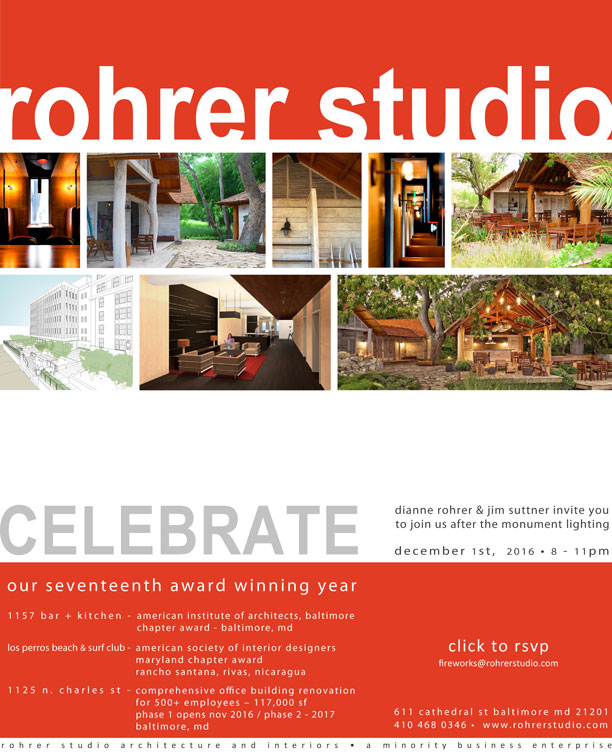 rohrer studio
CELEBRATE
dianne rohrer & jim suttner invite you
to join us after the monument lighting
december 1st, 2016 • 8 - 11pm
our seventeenth award winning year
1157 bar + kitchen - american institute of architects, baltimore
chapter award - baltimore, md
los perros beach & surf club - american society of interior designers
maryland chapter award
rancho santana, rivas, nicaragua
1125 n. charles st - comprehensive office building renovation
for 500+ employees – 117,000 sf
phase 1 opens nov 2016 / phase 2 - 2017
baltimore, md
click to rsvp
fireworks@rohrerstudio.com
611 cathedral st baltimore md 21201
410 468 0346 • www.rohrerstudio.com
rohrer studio architecture and interiors • a minority business enterprise